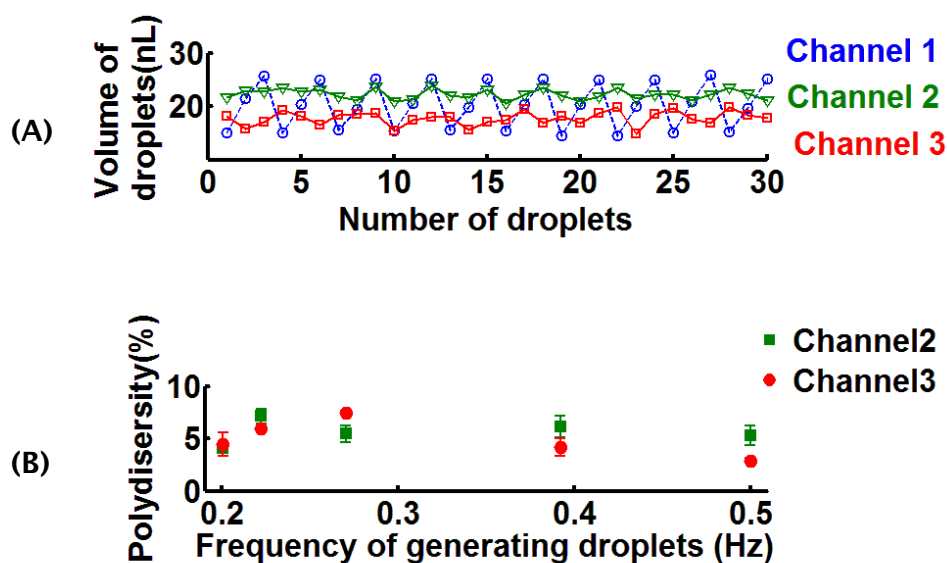 (A)
Volume of
droplets(nL)
30
20
0 5 10 15 20 25 30
Number of droplets
Channel 1
Channel 2
Channel 3
(B)
Polydisersity(%)
10
5
0
0.2 0.3 0.4 0.5
Frequency of generating droplets (Hz)
Channel2
Channel3